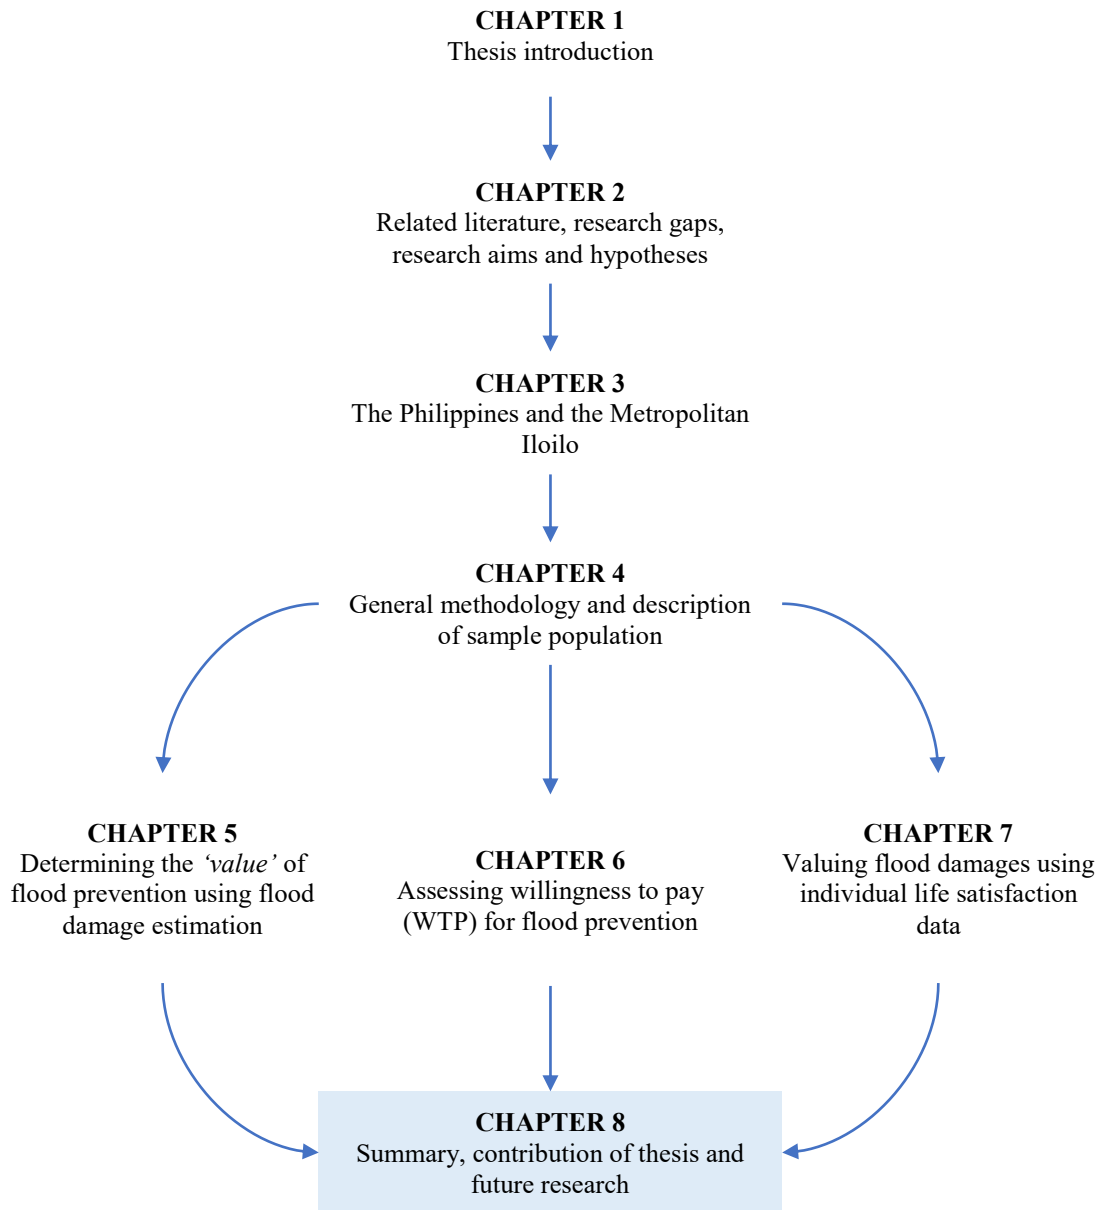 CHAPTER 1
Thesis introduction
CHAPTER 2
Related literature, research gaps,
research aims and hypotheses
CHAPTER 3
The Philippines and the Metropolitan
Iloilo
CHAPTER 4
General methodology and description
of sample population
CHAPTER 5
Determining the ‘value’ of
flood prevention using flood
damage estimation
CHAPTER 6
Assessing willingness to pay
(WTP) for flood prevention
CHAPTER 7
Valuing flood damages using
individual life satisfaction
data
CHAPTER 8
Summary, contribution of thesis and
future research